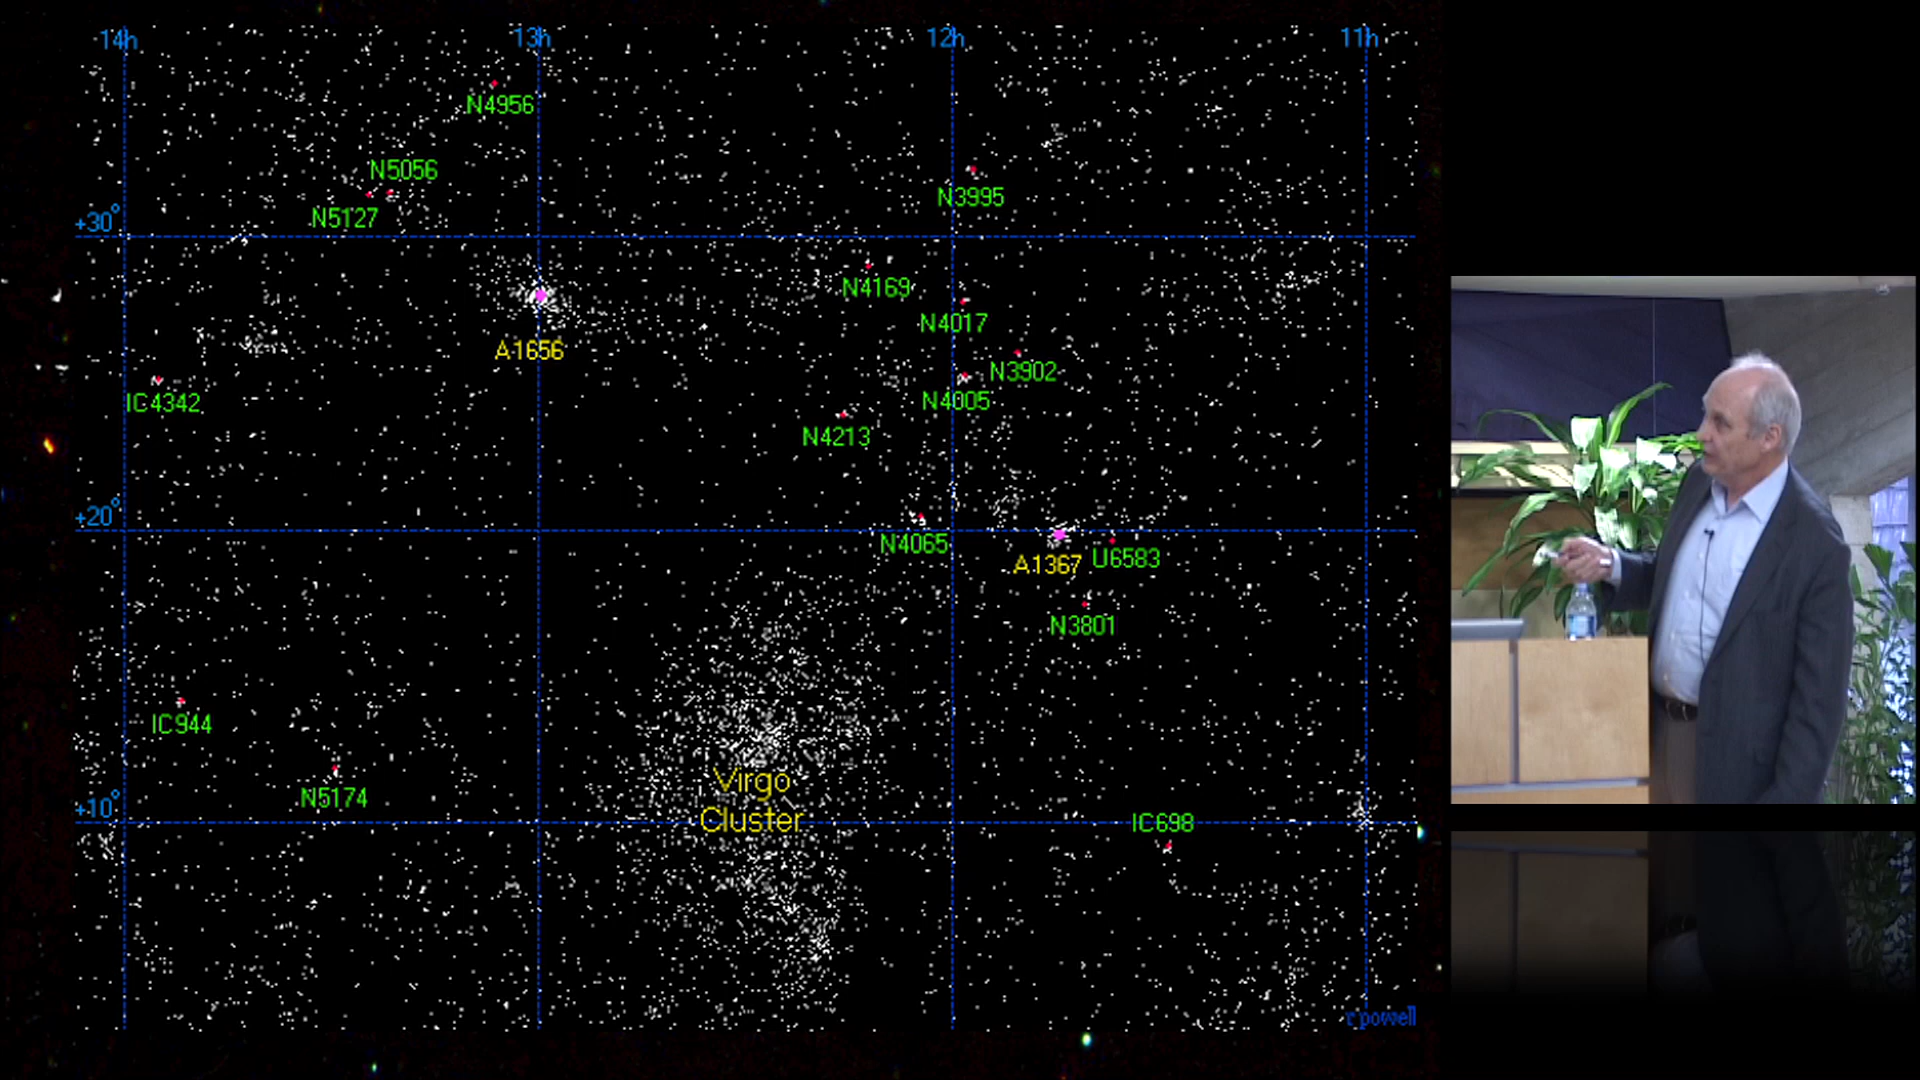 14h
13h
12h
11h
N4956
N5056
N3995
N5127
+30°
N4169
N4017
A1656
N3902
IC4342
N4005
N4213
+20°
N4065
A1367
U6583
N3801
IC944
Virgo
Cluster
N5174
+10°
IC698
r powell